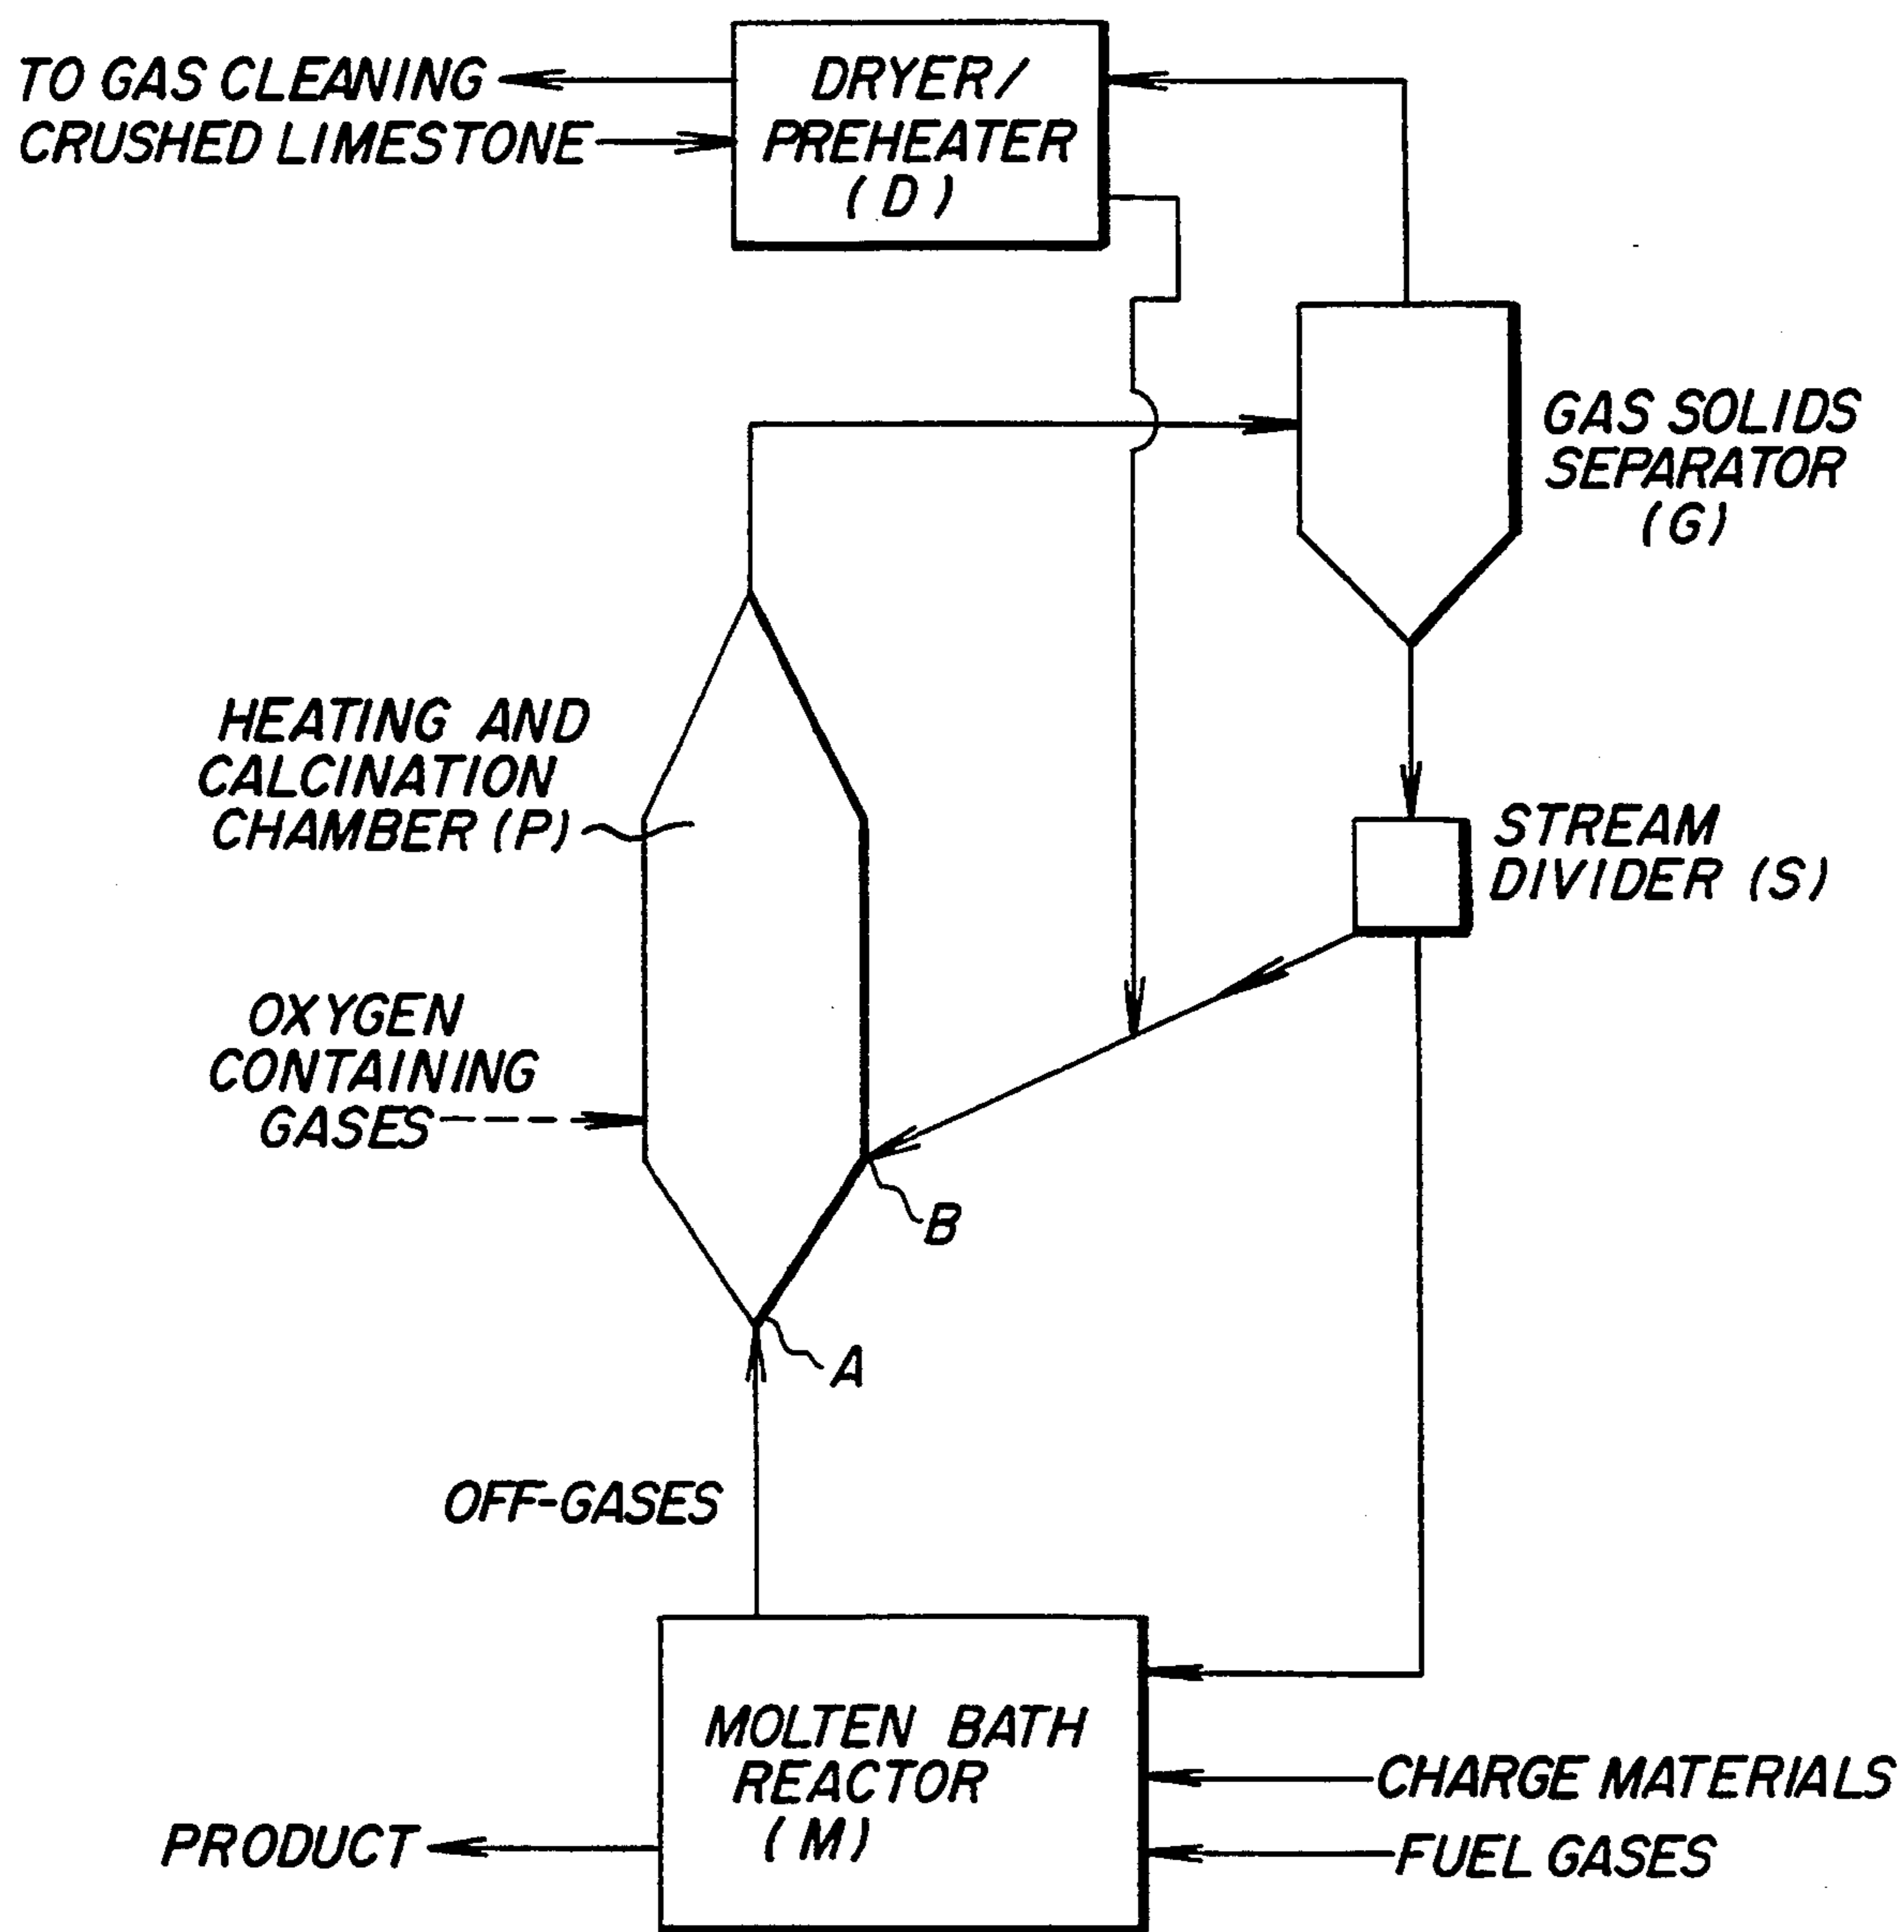 TO GAS CLEANING
CRUSHED LIMESTONE
DRYER/
PREHEATER
(D)
GAS SOLIDS
SEPARATOR
(G)
HEATING AND
CALCINATION
CHAMBER (P)
STREAM
DIVIDER (S)
OXYGEN
CONTAINING
GASES
B
A
OFF-GASES
MOLTEN BATH
REACTOR
(M)
CHARGE MATERIALS
FUEL GASES
PRODUCT